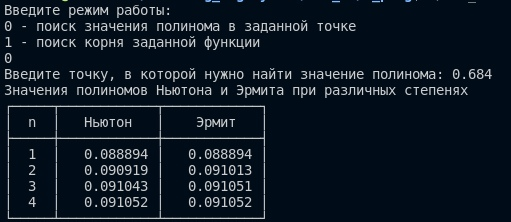 Введите режим работы:
0 - поиск значения полинома в заданной точке
1 - поиск корня заданной функции
0
Введите точку, в которой нужно найти значение полинома: 0.684
Значения полиномов Ньютона и Эрмита при различных степенях
n Ньютон Эрмит
1 0.088894 0.088894
2 0.090919 0.091013
3 0.091043 0.091051
4 0.091052 0.091052